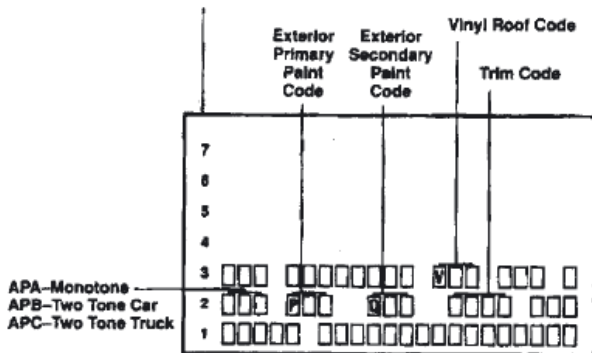 Vinyl Roof Code
Exterior Primary Paint Code
Exterior Secondary Paint Code
Trim Code
7
6
5
4
3 V
APA–Monotone
APB–Two Tone Car
APC–Two Tone Truck
2 P Q
1